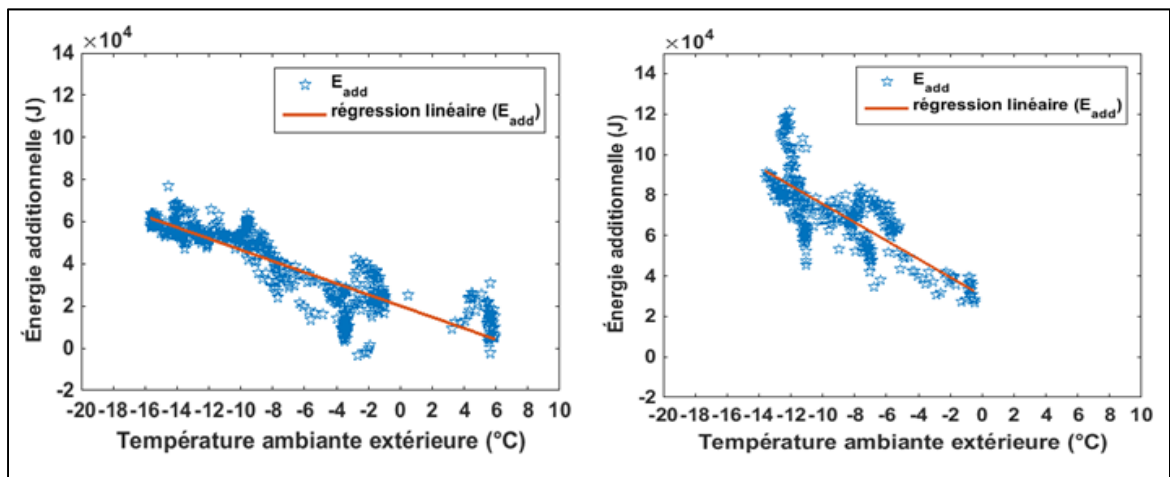 ×10⁴
14
12
10
8
6
4
2
0
-2
Énergie additionnelle (J)
E_add
régression linéaire (E_add)
-20 -18 -16 -14 -12 -10 -8 -6 -4 -2 0 2 4 6 8 10
Température ambiante extérieure (°C)
×10⁴
14
12
10
8
6
4
2
0
-2
Énergie additionnelle (J)
E_add
régression linéaire (E_add)
-20 -18 -16 -14 -12 -10 -8 -6 -4 -2 0 2 4 6 8 10
Température ambiante extérieure (°C)